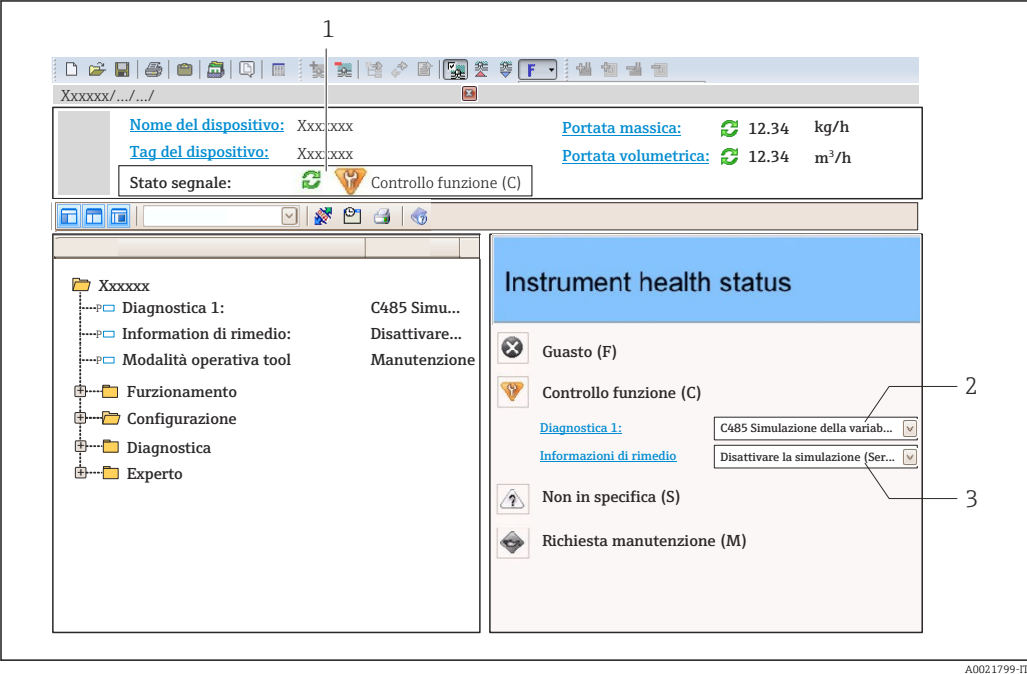 1
F
Xxxxxx/.../.../
Nome del dispositivo: Xxxxxxx Portata massica: 12.34 kg/h
Tag del dispositivo: Xxxxxxx Portata volumetrica: 12.34 m³/h
Stato segnale: Controllo funzione (C)
Instrument health status
Xxxxxx
P Diagnostica 1: C485 Simu...
P Information di rimedio: Disattivare...
P Modalità operativa tool Manutenzione
Furzionamento
Configurazione
Diagnostica
Experto
Guasto (F)
Controllo funzione (C)
2
Diagnostica 1: C485 Simulazione della variab...
Informazioni di rimedio Disattivare la simulazione (Ser...
3
Non in specifica (S)
Richiesta manutenzione (M)
A0021799-IT